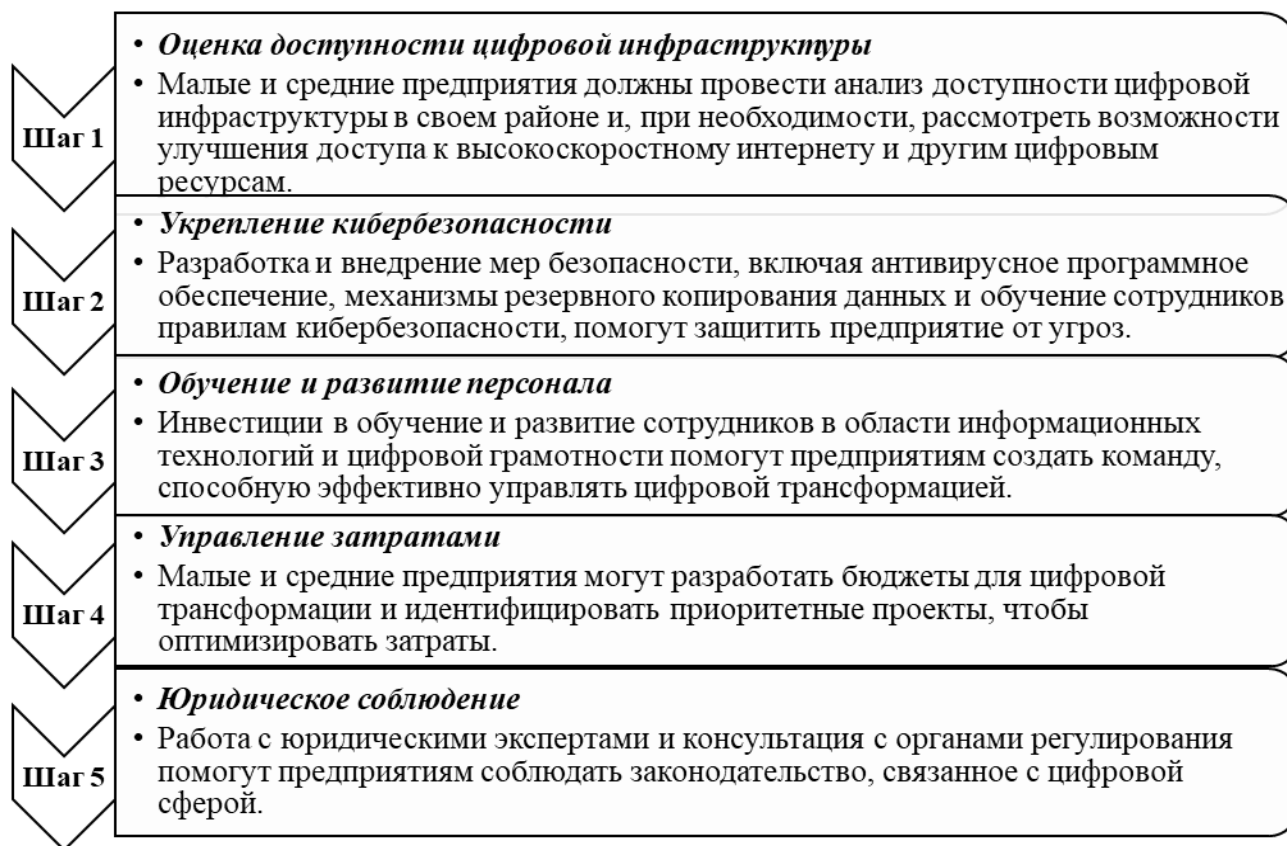 • Оценка доступности цифровой инфраструктуры
Шаг 1
• Малые и средние предприятия должны провести анализ доступности цифровой
инфраструктуры в своем районе и, при необходимости, рассмотреть возможности
улучшения доступа к высокоскоростному интернету и другим цифровым
ресурсам.
• Укрепление кибербезопасности
Шаг 2
• Разработка и внедрение мер безопасности, включая антивирусное программное
обеспечение, механизмы резервного копирования данных и обучение сотрудников
правилам кибербезопасности, помогут защитить предприятие от угроз.
• Обучение и развитие персонала
Шаг 3
• Инвестиции в обучение и развитие сотрудников в области информационных
технологий и цифровой грамотности помогут предприятиям создать команду,
способную эффективно управлять цифровой трансформацией.
• Управление затратами
Шаг 4
• Малые и средние предприятия могут разработать бюджеты для цифровой
трансформации и идентифицировать приоритетные проекты, чтобы
оптимизировать затраты.
• Юридическое соблюдение
Шаг 5
• Работа с юридическими экспертами и консультация с органами регулирования
помогут предприятиям соблюдать законодательство, связанное с цифровой
сферой.